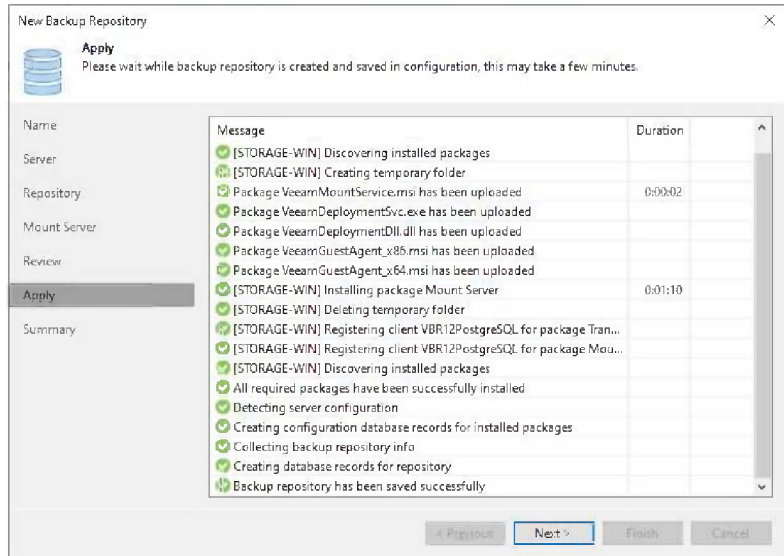 New Backup Repository
Apply
Please wait while backup repository is created and saved in configuration, this may take a few minutes.
Name
Server
Repository
Mount Server
Review
Apply
Summary
Message Duration
[STORAGE-WIN] Discovering installed packages
[STORAGE-WIN] Creating temporary folder
Package VeeamMountService.msi has been uploaded 0:00:02
Package VeeamDeploymentSvc.exe has been uploaded
Package VeeamDeploymentDll.dll has been uploaded
Package VeeamGuestAgent_x86.msi has been uploaded
Package VeeamGuestAgent_x64.msi has been uploaded
[STORAGE-WIN] Installing package Mount Server 0:01:10
[STORAGE-WIN] Deleting temporary folder
[STORAGE-WIN] Registering client VBR12PostgreSQL for package Tran...
[STORAGE-WIN] Registering client VBR12PostgreSQL for package Mou...
[STORAGE-WIN] Discovering installed packages
All required packages have been successfully installed
Detecting server configuration
Creating configuration database records for installed packages
Collecting backup repository info
Creating database records for repository
Backup repository has been saved successfully
< Previous Next > Finish Cancel